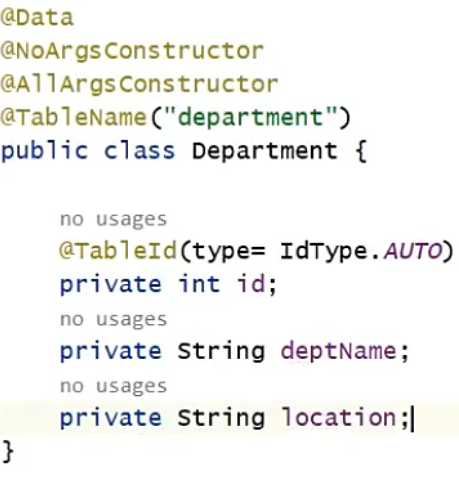 @Data
@NoArgsConstructor
@AllArgsConstructor
@TableName("department")
public class Department {
no usages
@TableId(type= IdType.AUTO)
private int id;
no usages
private String deptName;
no usages
private String location;
}